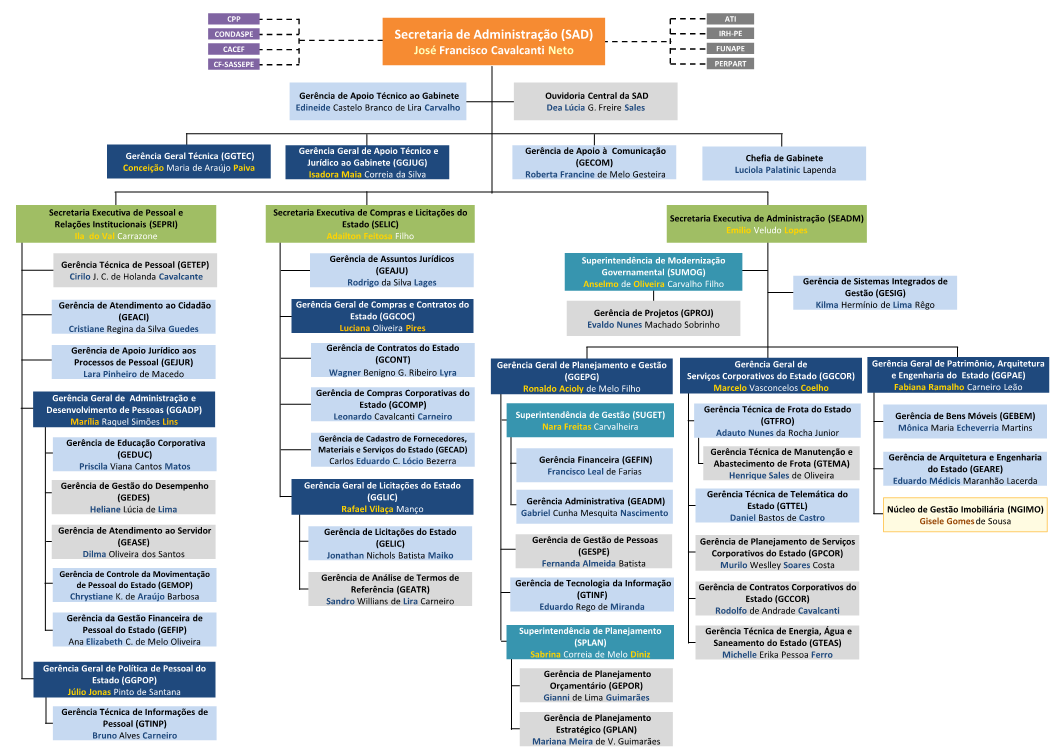 CPP
CONDASPE
CACEF
CF-SASSEPE
Secretaria de Administração (SAD)
José Francisco Cavalcanti Neto
ATI
IRH-PE
FUNAPE
PERPART
Gerência de Apoio Técnico ao Gabinete
Edineide Castelo Branco de Lira Carvalho
Ouvidoria Central da SAD
Dea Lúcia G. Freire Sales
Gerência Geral Técnica (GGTEC)
Conceição Maria de Araújo Paiva
Gerência Geral de Apoio Técnico e
Jurídico ao Gabinete (GGJUG)
Isadora Maia Correia da Silva
Gerência de Apoio à Comunicação
(GECOM)
Roberta Francine de Melo Gesteira
Chefia de Gabinete
Luciola Palatinic Lapenda
Secretaria Executiva de Pessoal e
Relações Institucionais (SEPRI)
Ila do Val Carrazone
Gerência Técnica de Pessoal (GETEP)
Cirilo J. C. de Holanda Cavalcante
Gerência de Atendimento ao Cidadão
(GEACI)
Cristiane Regina da Silva Guedes
Gerência de Apoio Jurídico aos
Processos de Pessoal (GEJUR)
Lara Pinheiro de Macedo
Gerência Geral de Administração e
Desenvolvimento de Pessoas (GGADP)
Marília Raquel Simões Lins
Gerência de Educação Corporativa
(GEDUC)
Priscila Viana Cantos Matos
Gerência de Gestão do Desempenho
(GEDES)
Heliane Lúcia de Lima
Gerência de Atendimento ao Servidor
(GEASE)
Dilma Oliveira dos Santos
Gerência de Controle da Movimentação
de Pessoal do Estado (GEMOP)
Chrystiane K. de Araújo Barbosa
Gerência da Gestão Financeira de
Pessoal do Estado (GEFIP)
Ana Elizabeth C. de Melo Oliveira
Gerência Geral de Política de Pessoal do
Estado (GGPOP)
Júlio Jonas Pinto de Santana
Gerência Técnica de Informações de
Pessoal (GTINP)
Bruno Alves Carneiro
Secretaria Executiva de Compras e Licitações do
Estado (SELIC)
Adailton Feitosa Filho
Gerência de Assuntos Jurídicos
(GEAJU)
Rodrigo da Silva Lages
Gerência Geral de Compras e Contratos do
Estado (GGCOC)
Luciana Oliveira Pires
Gerência de Contratos do Estado
(GCONT)
Wagner Benigno G. Ribeiro Lyra
Gerência de Compras Corporativas do
Estado (GCOMP)
Leonardo Cavalcanti Carneiro
Gerência de Cadastro de Fornecedores,
Materiais e Serviços do Estado (GECAD)
Carlos Eduardo C. Lócio Bezerra
Gerência Geral de Licitações do Estado
(GGLIC)
Rafael Vilaça Manço
Gerência de Licitações do Estado
(GELIC)
Jonathan Nichols Batista Maiko
Gerência de Análise de Termos de
Referência (GEATR)
Sandro Willians de Lira Carneiro
Secretaria Executiva de Administração (SEADM)
Emílio Veludo Lopes
Superintendência de Modernização
Governamental (SUMOG)
Anselmo de Oliveira Carvalho Filho
Gerência de Projetos (GPROJ)
Evaldo Nunes Machado Sobrinho
Gerência de Sistemas Integrados de
Gestão (GESIG)
Kilma Hermínio de Lima Rêgo
Gerência Geral de Planejamento e Gestão
(GGEPG)
Ronaldo Acioly de Melo Filho
Superintendência de Gestão (SUGET)
Nara Freitas Carvalheira
Gerência Financeira (GEFIN)
Francisco Leal de Farias
Gerência Administrativa (GEADM)
Gabriel Cunha Mesquita Nascimento
Gerência de Gestão de Pessoas
(GESPE)
Fernanda Almeida Batista
Gerência de Tecnologia da Informação
(GTINF)
Eduardo Rego de Miranda
Superintendência de Planejamento
(SPLAN)
Sabrina Correia de Melo Diniz
Gerência de Planejamento
Orçamentário (GEPOR)
Gianni de Lima Guimarães
Gerência de Planejamento
Estratégico (GPLAN)
Mariana Meira de V. Guimarães
Gerência Geral de
Serviços Corporativos do Estado (GGCOR)
Marcelo Vasconcelos Coelho
Gerência Técnica de Frota do Estado
(GTFRO)
Adauto Nunes da Rocha Junior
Gerência Técnica de Manutenção e
Abastecimento de Frota (GTEMA)
Henrique Sales de Oliveira
Gerência Técnica de Telemática do Estado
(GTTEL)
Daniel Bastos de Castro
Gerência de Planejamento de Serviços
Corporativos do Estado (GPCOR)
Murilo Weslley Soares Costa
Gerência de Contratos Corporativos do
Estado (GCCOR)
Rodolfo de Andrade Cavalcanti
Gerência Técnica de Energia, Água e
Saneamento do Estado (GTEAS)
Michelle Erika Pessoa Ferro
Gerência Geral de Patrimônio, Arquitetura
e Engenharia do Estado (GGPAE)
Fabiana Ramalho Carneiro Leão
Gerência de Bens Móveis (GEBEM)
Mônica Maria Echeverria Martins
Gerência de Arquitetura e Engenharia
do Estado (GEARE)
Eduardo Médicis Maranhão Lacerda
Núcleo de Gestão Imobiliária (NGIMO)
Gisele Gomes de Sousa